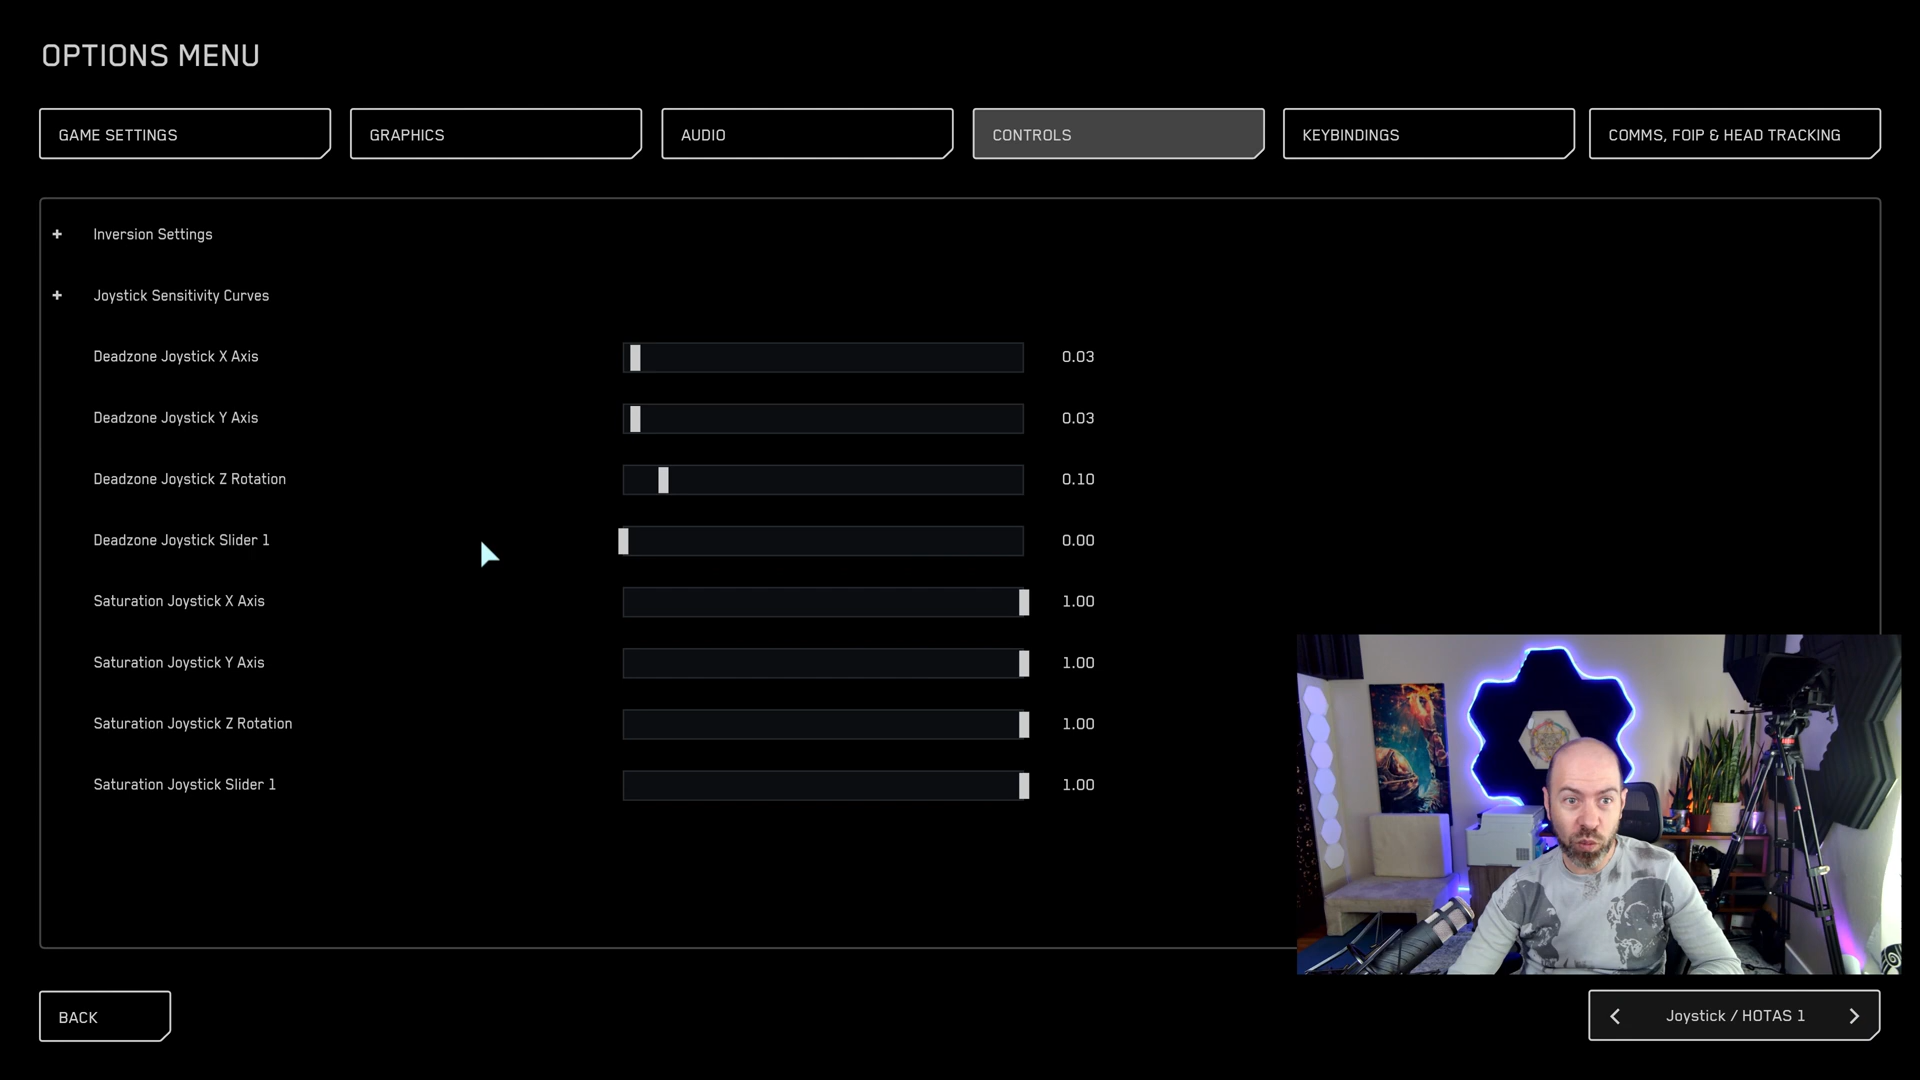 OPTIONS MENU
GAME SETTINGS
GRAPHICS
AUDIO
CONTROLS
KEYBINDINGS
COMMS, FOIP & HEAD TRACKING
+ Inversion Settings
+ Joystick Sensitivity Curves
Deadzone Joystick X Axis 0.03
Deadzone Joystick Y Axis 0.03
Deadzone Joystick Z Rotation 0.10
Deadzone Joystick Slider 1 0.00
Saturation Joystick X Axis 1.00
Saturation Joystick Y Axis 1.00
Saturation Joystick Z Rotation 1.00
Saturation Joystick Slider 1 1.00
BACK
Joystick / HOTAS 1